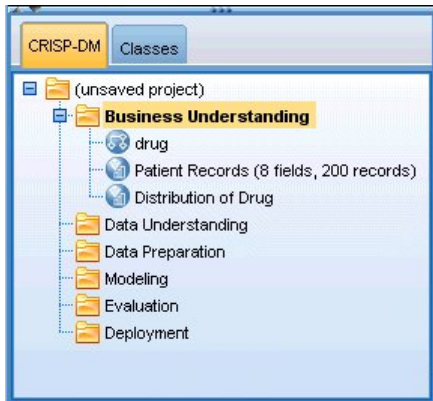 CRISP-DM Classes
(unsaved project)
Business Understanding
drug
Patient Records (8 fields, 200 records)
Distribution of Drug
Data Understanding
Data Preparation
Modeling
Evaluation
Deployment